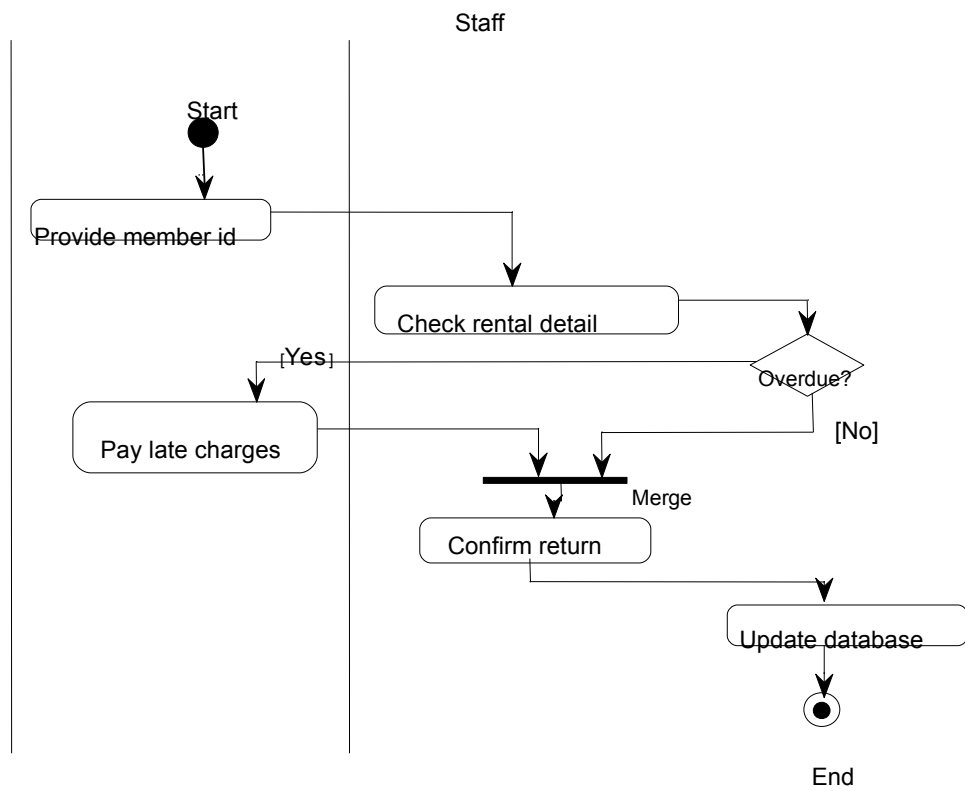 Staff
Start
Provide member id
Check rental detail
[Yes]
Overdue?
Pay late charges
[No]
Merge
Confirm return
Update database
End